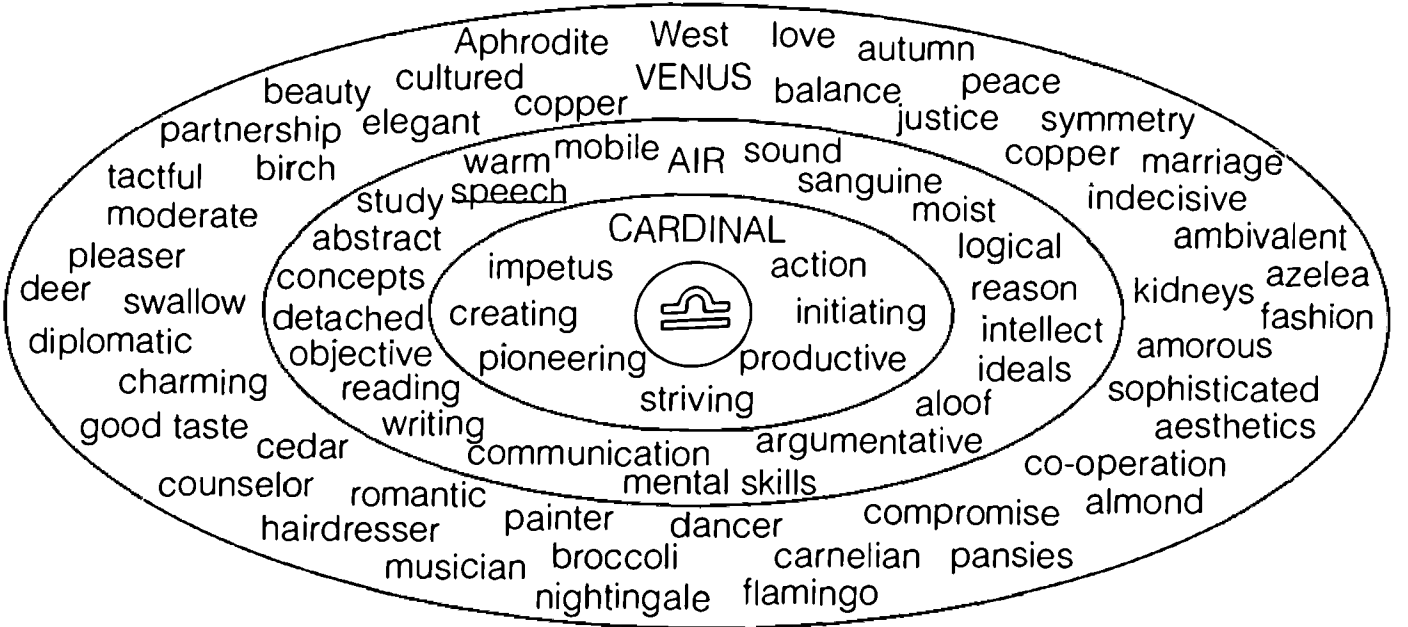 Aphrodite West love autumn
beauty cultured VENUS balance peace
partnership elegant copper justice symmetry
tactful birch warm mobile AIR sound copper marriage
moderate study speech sanguine indecisive
pleaser abstract CARDINAL moist ambivalent
deer swallow concepts impetus action logical kidneys azelea
diplomatic detached creating initiating reason fashion
charming objective pioneering productive intellect amorous
good taste reading striving ideals sophisticated
cedar writing aloof aesthetics
counselor communication argumentative co-operation
romantic mental skills almond
hairdresser painter dancer compromise
musician broccoli carnelian pansies
nightingale flamingo